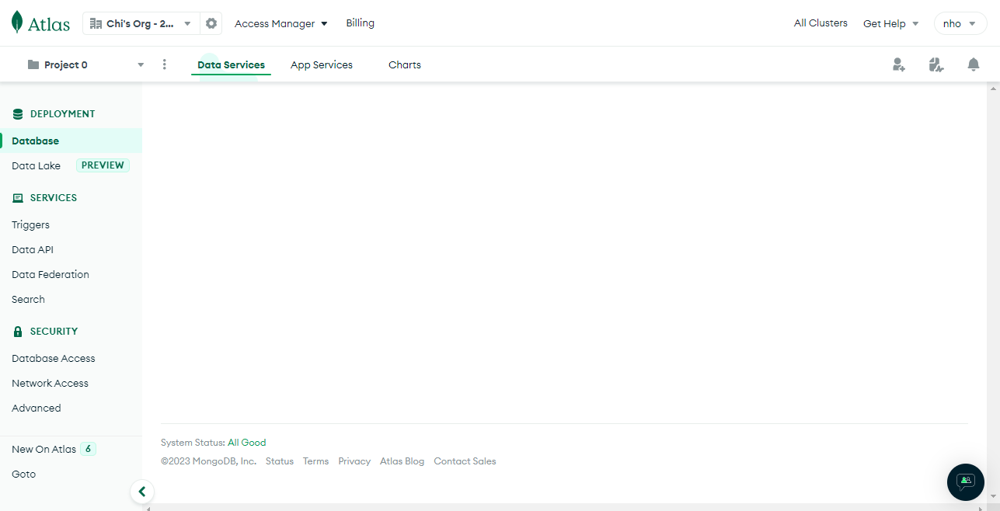 Atlas
Chi's Org - 2...
Access Manager
Billing
All Clusters
Get Help
nho
Project 0
Data Services
App Services
Charts
DEPLOYMENT
Database
Data Lake PREVIEW
SERVICES
Triggers
Data API
Data Federation
Search
SECURITY
Database Access
Network Access
Advanced
New On Atlas 6
Goto
System Status: All Good
©2023 MongoDB, Inc. Status Terms Privacy Atlas Blog Contact Sales